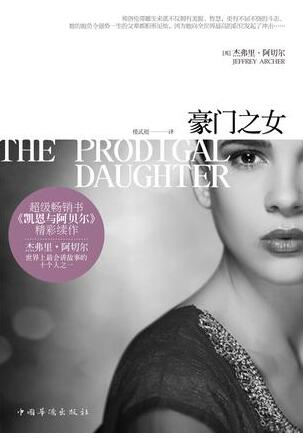 [英] 杰弗里·阿切尔
JEFFREY ARCHER
豪门之女
THE PRODIGAL
DAUGHTER
超级畅销书
《凯恩与阿贝尔》
精彩续作
杰弗里·阿切尔
世界上最会讲故事的
十个人之一
中国华侨出版社